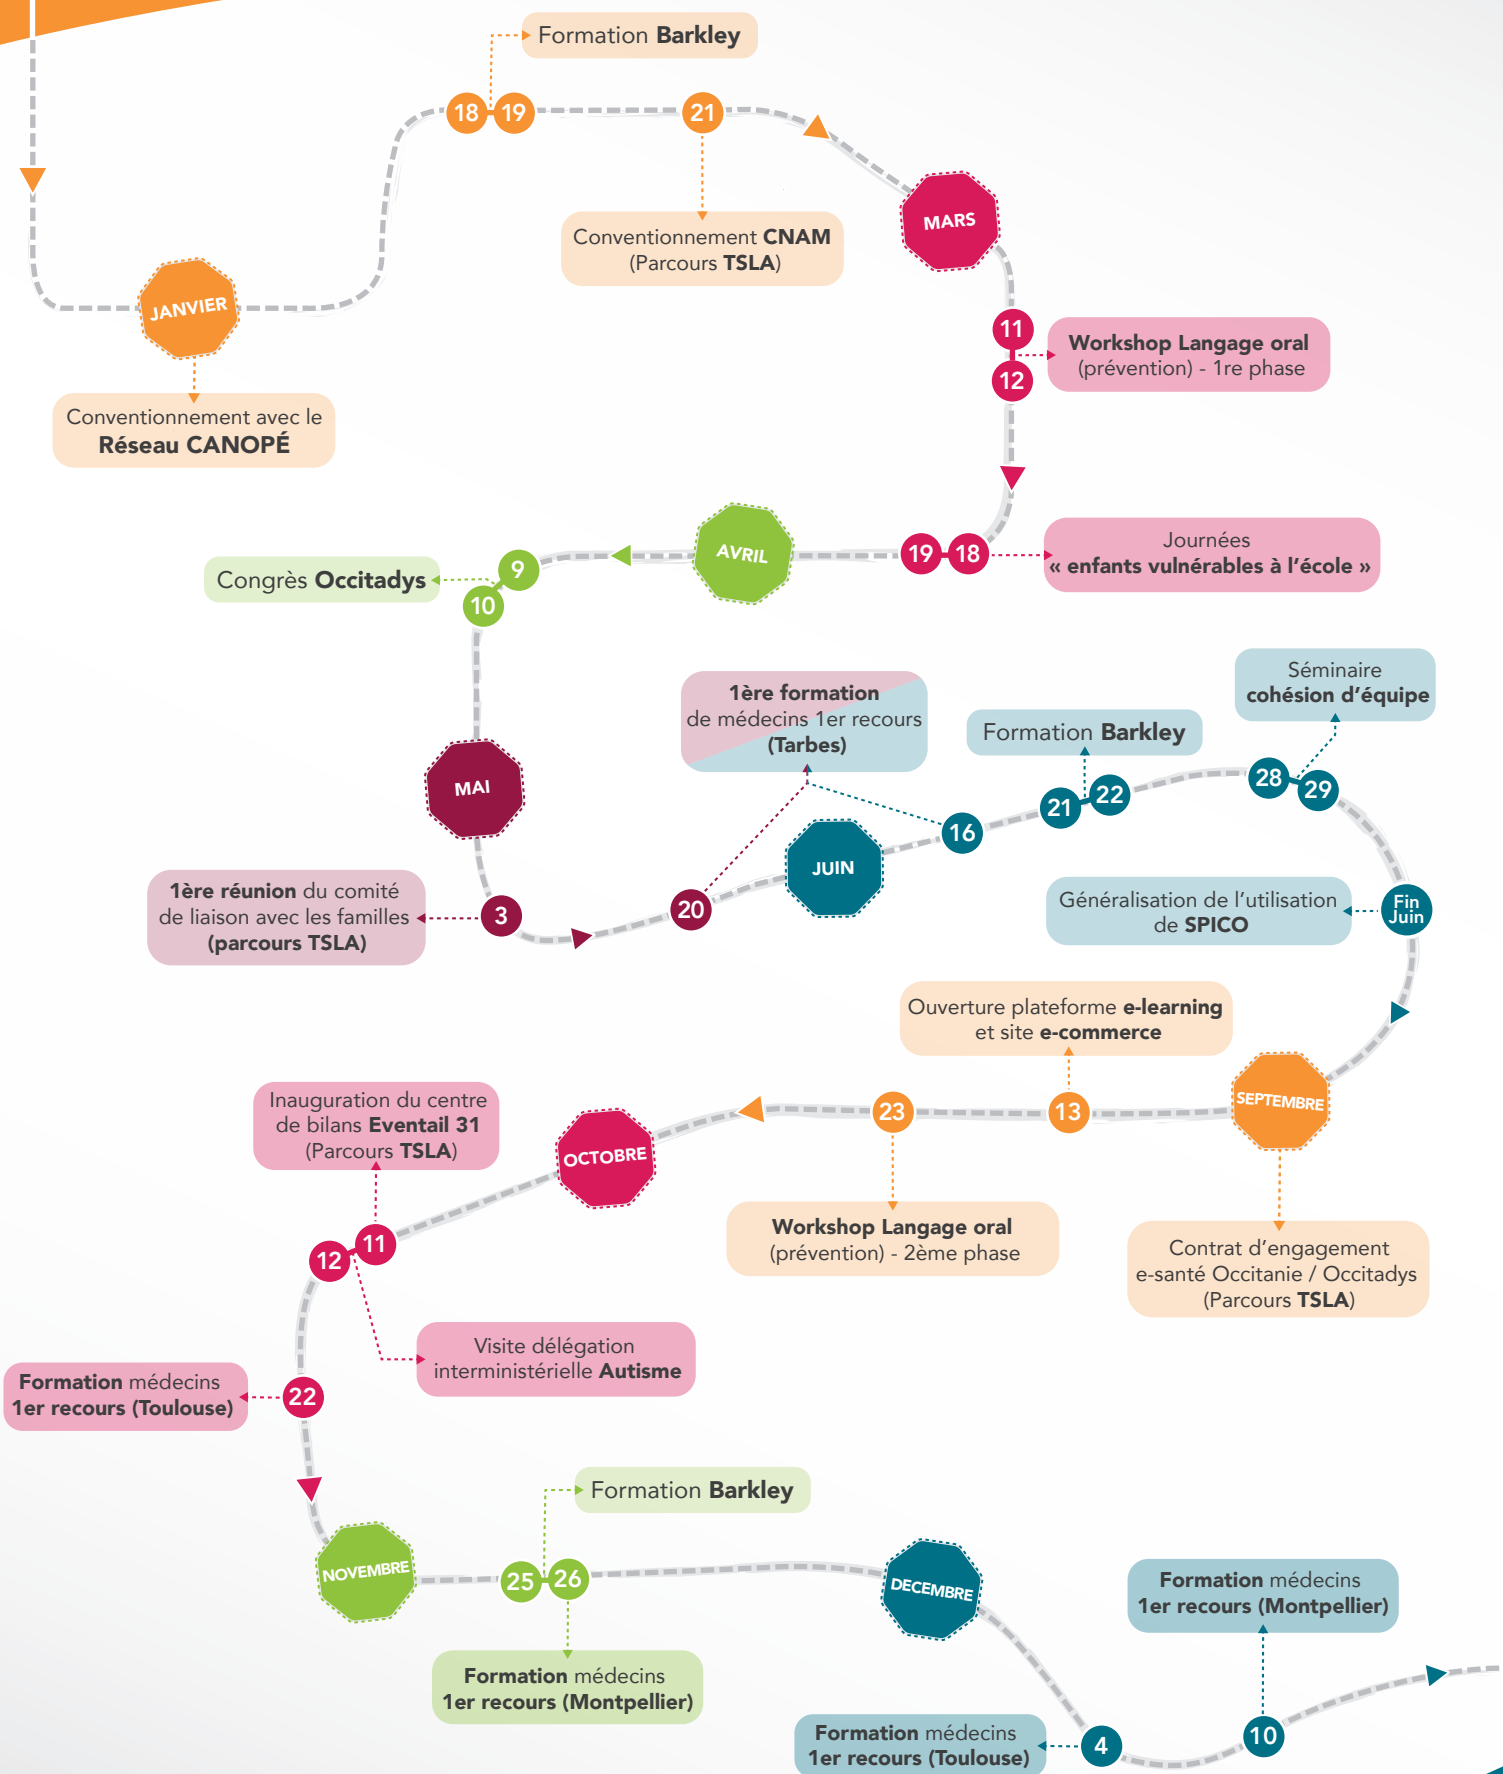 Formation Barkley
18
19
21
Conventionnement CNAM
(Parcours TSLA)
JANVIER
Conventionnement avec le
Réseau CANOPÉ
MARS
11
12
Workshop Langage oral
(prévention) - 1re phase
18
19
Journées
« enfants vulnérables à l’école »
AVRIL
9
10
Congrès Occitadys
MAI
3
1ère réunion du comité
de liaison avec les familles
(parcours TSLA)
20
1ère formation
de médecins 1er recours
(Tarbes)
JUIN
16
21
22
Formation Barkley
28
29
Séminaire
cohésion d’équipe
Fin
Juin
Généralisation de l’utilisation
de SPICO
SEPTEMBRE
Contrat d’engagement
e-santé Occitanie / Occitadys
(Parcours TSLA)
13
Ouverture plateforme e-learning
et site e-commerce
23
Workshop Langage oral
(prévention) - 2ème phase
OCTOBRE
11
12
Inauguration du centre
de bilans Eventail 31
(Parcours TSLA)
Visite délégation
interministérielle Autisme
22
Formation médecins
1er recours (Toulouse)
NOVEMBRE
25
26
Formation Barkley
Formation médecins
1er recours (Montpellier)
DECEMBRE
4
Formation médecins
1er recours (Toulouse)
10
Formation médecins
1er recours (Montpellier)